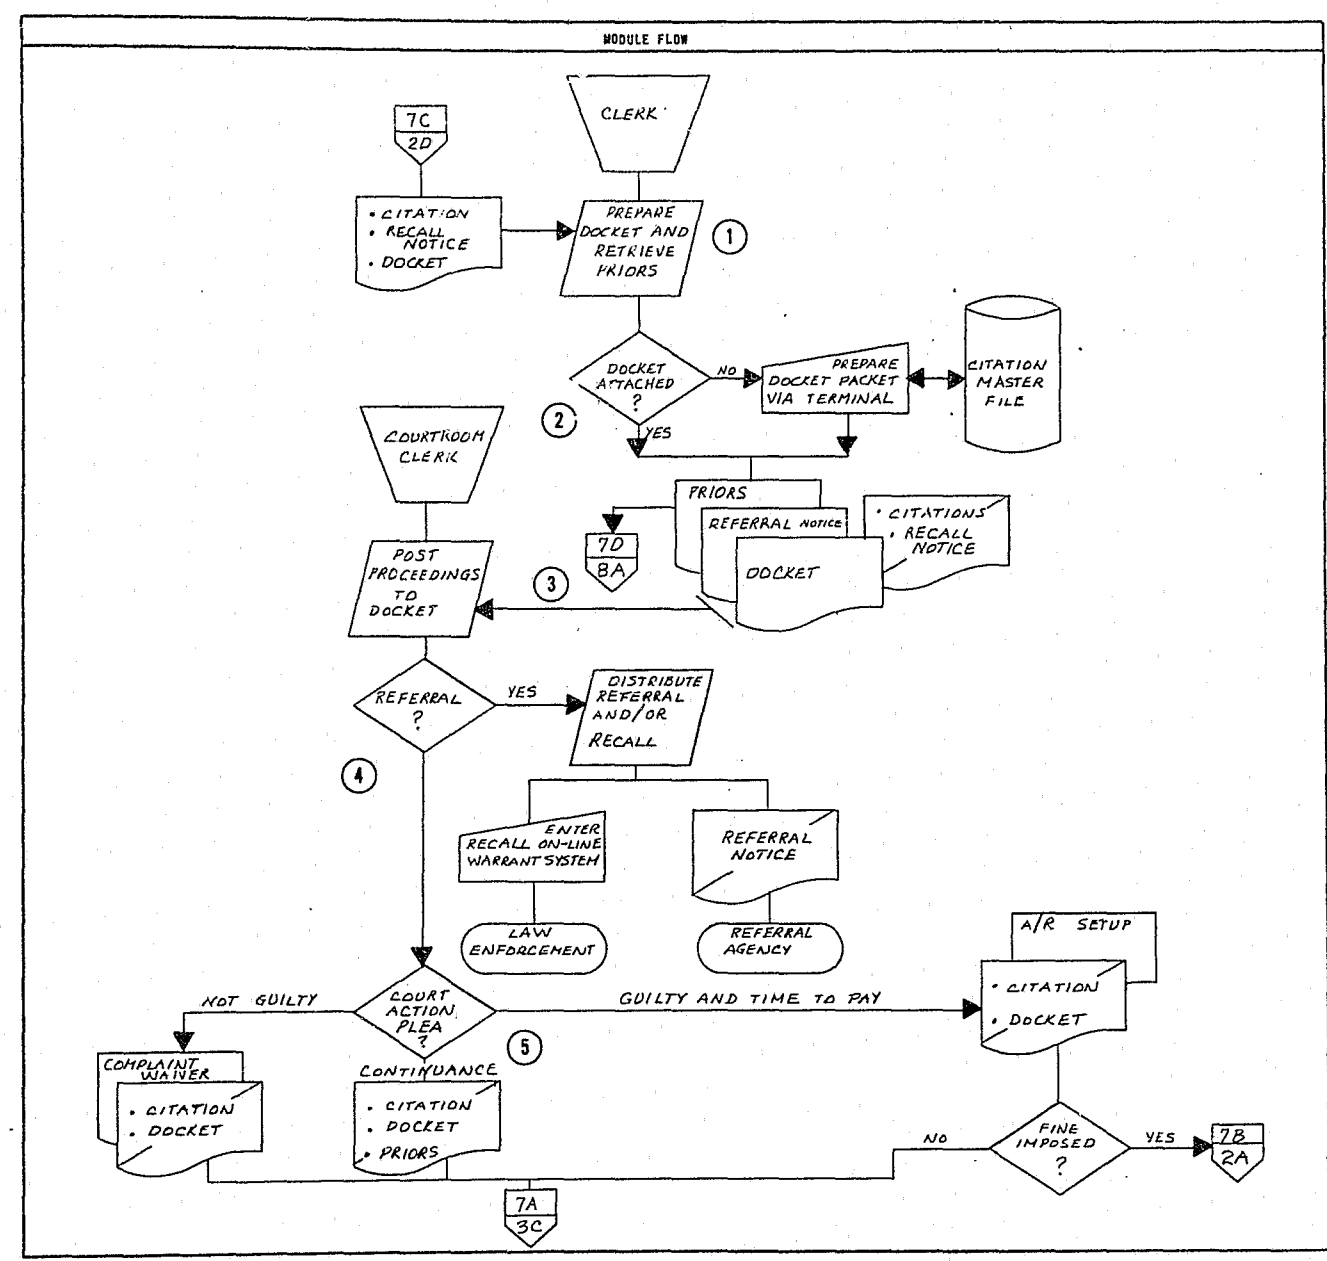 MODULE FLOW
CLERK
7C
2D
• CITATION
• RECALL
NOTICE
• DOCKET
PREPARE
DOCKET AND
RETRIEVE
PRIORS
1
DOCKET
ATTACHED
?
NO
PREPARE
DOCKET PACKET
VIA TERMINAL
CITATION
MASTER
FILE
2
YES
COURTROOM
CLERK
PRIORS
REFERRAL NOTICE
DOCKET
• CITATIONS
• RECALL
NOTICE
7D
8A
3
POST
PROCEEDINGS
TO
DOCKET
REFERRAL
?
YES
DISTRIBUTE
REFERRAL
AND/OR
RECALL
4
ENTER
RECALL ON-LINE
WARRANT SYSTEM
REFERRAL
NOTICE
LAW
ENFORCEMENT
REFERRAL
AGENCY
A/R SETUP
• CITATION
• DOCKET
NOT GUILTY
COURT
ACTION
PLEA
?
GUILTY AND TIME TO PAY
5
COMPLAINT
WAIVER
• CITATION
• DOCKET
CONTINUANCE
• CITATION
• DOCKET
• PRIORS
NO
FINE
IMPOSED
?
YES
7B
2A
7A
3C